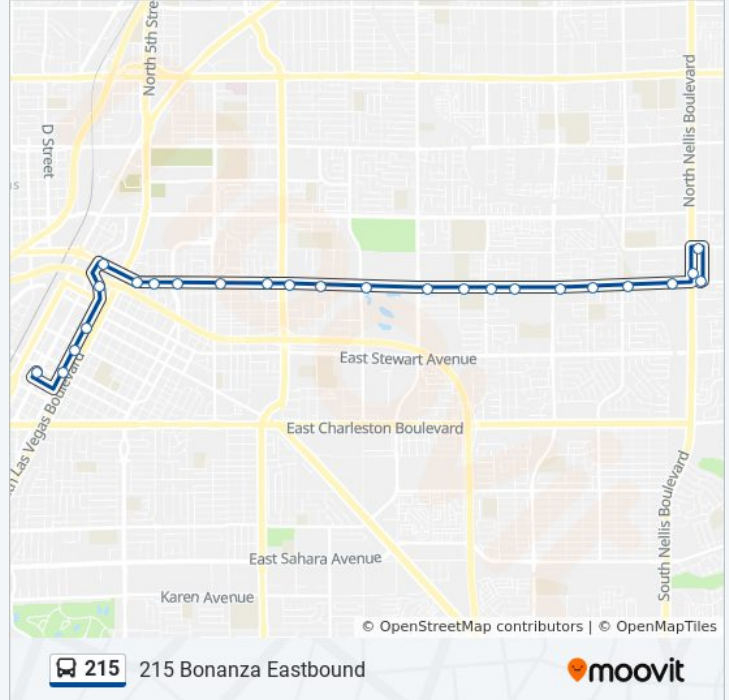 North 5th Stre
D Street
North Nellis Boulevard
East Stewart Avenue
East Charleston Boulevard
Las Vegas Boulevard
South Nellis Boulevard
East Sahara Avenue
Karen Avenue
© OpenStreetMap contributors | © OpenMapTiles
215 215 Bonanza Eastbound
moovit